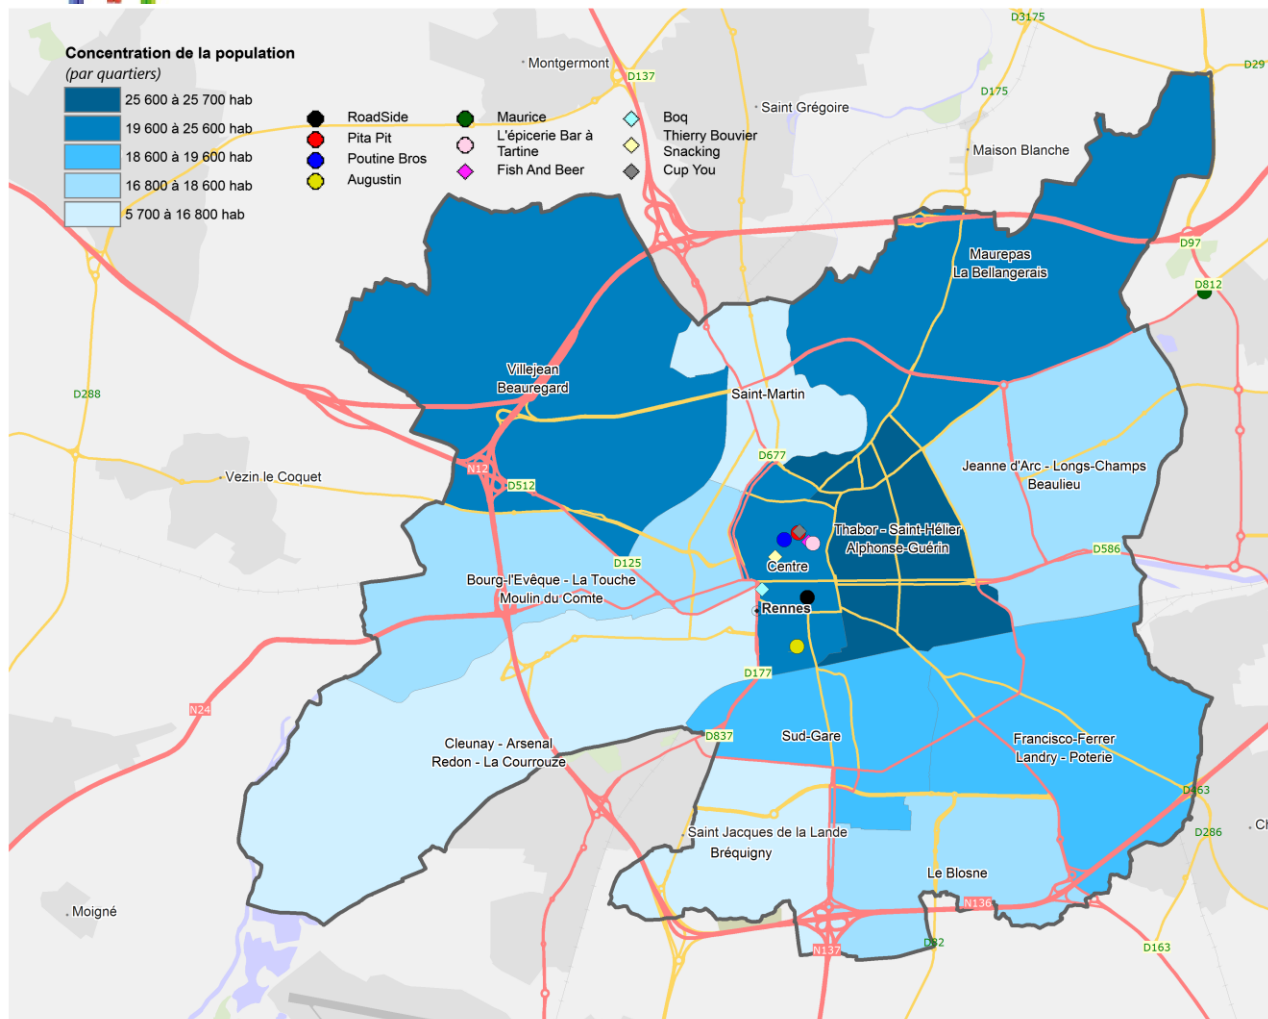 Concentration de la population
(par quartiers)
25 600 à 25 700 hab
19 600 à 25 600 hab
18 600 à 19 600 hab
16 800 à 18 600 hab
5 700 à 16 800 hab
RoadSide
Pita Pit
Poutine Bros
Augustin
Maurice
L'épicerie Bar à
Tartine
Fish And Beer
Boq
Thierry Bouvier
Snacking
Cup You
D3175
Montgermont
D137
D29
D175
Saint Grégoire
Maison Blanche
D97
Maurepas
La Bellangerais
D812
Villejean
Beauregard
D288
Saint-Martin
D677
N12
Vezin le Coquet
D512
Jeanne d'Arc - Longs-Champs
Beaulieu
Thabor - Saint-Hélier
Alphonse-Guérin
D586
D125
Centre
Bourg-l'Evêque - La Touche
Moulin du Comte
Rennes
D177
N24
D837
Sud-Gare
Francisco-Ferrer
Landry - Poterie
Cleunay - Arsenal
Redon - La Courrouze
D463
Ch
D286
Saint Jacques de la Lande
Bréquigny
Le Blosne
Moigné
N136
D82
N137
D163